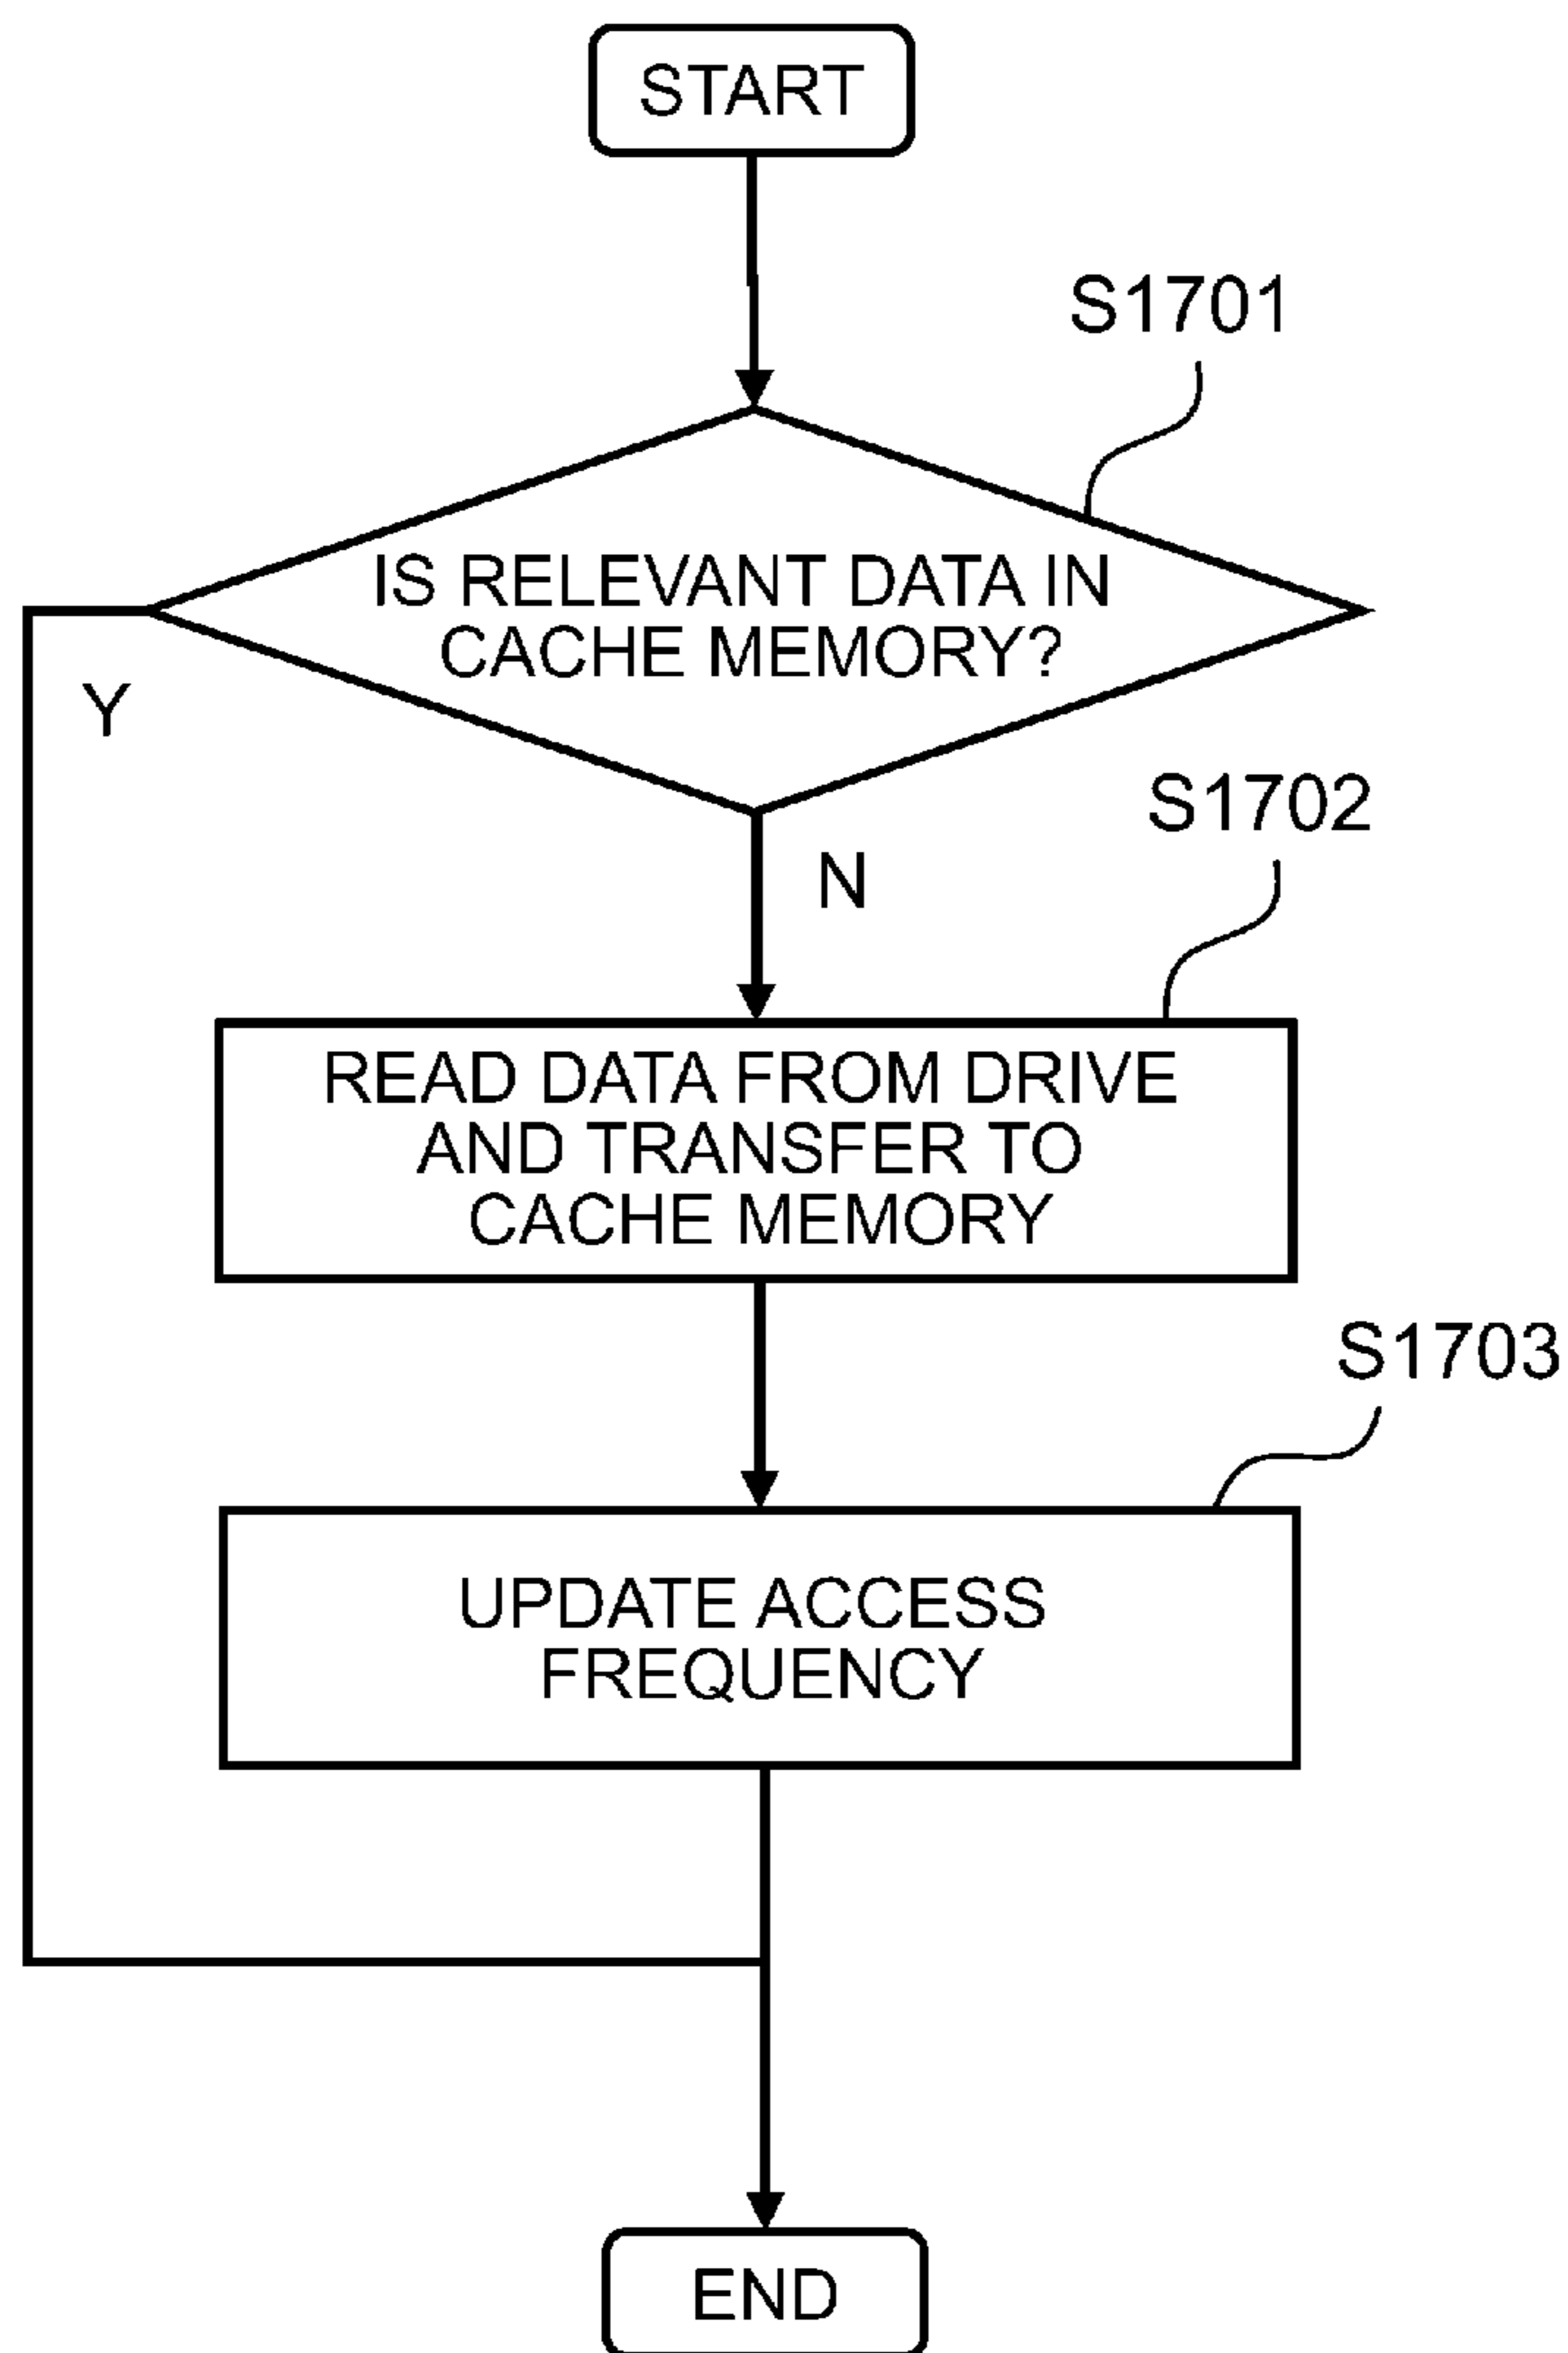 START
S1701
IS RELEVANT DATA IN
CACHE MEMORY?
Y
S1702
N
READ DATA FROM DRIVE
AND TRANSFER TO
CACHE MEMORY
S1703
UPDATE ACCESS
FREQUENCY
END